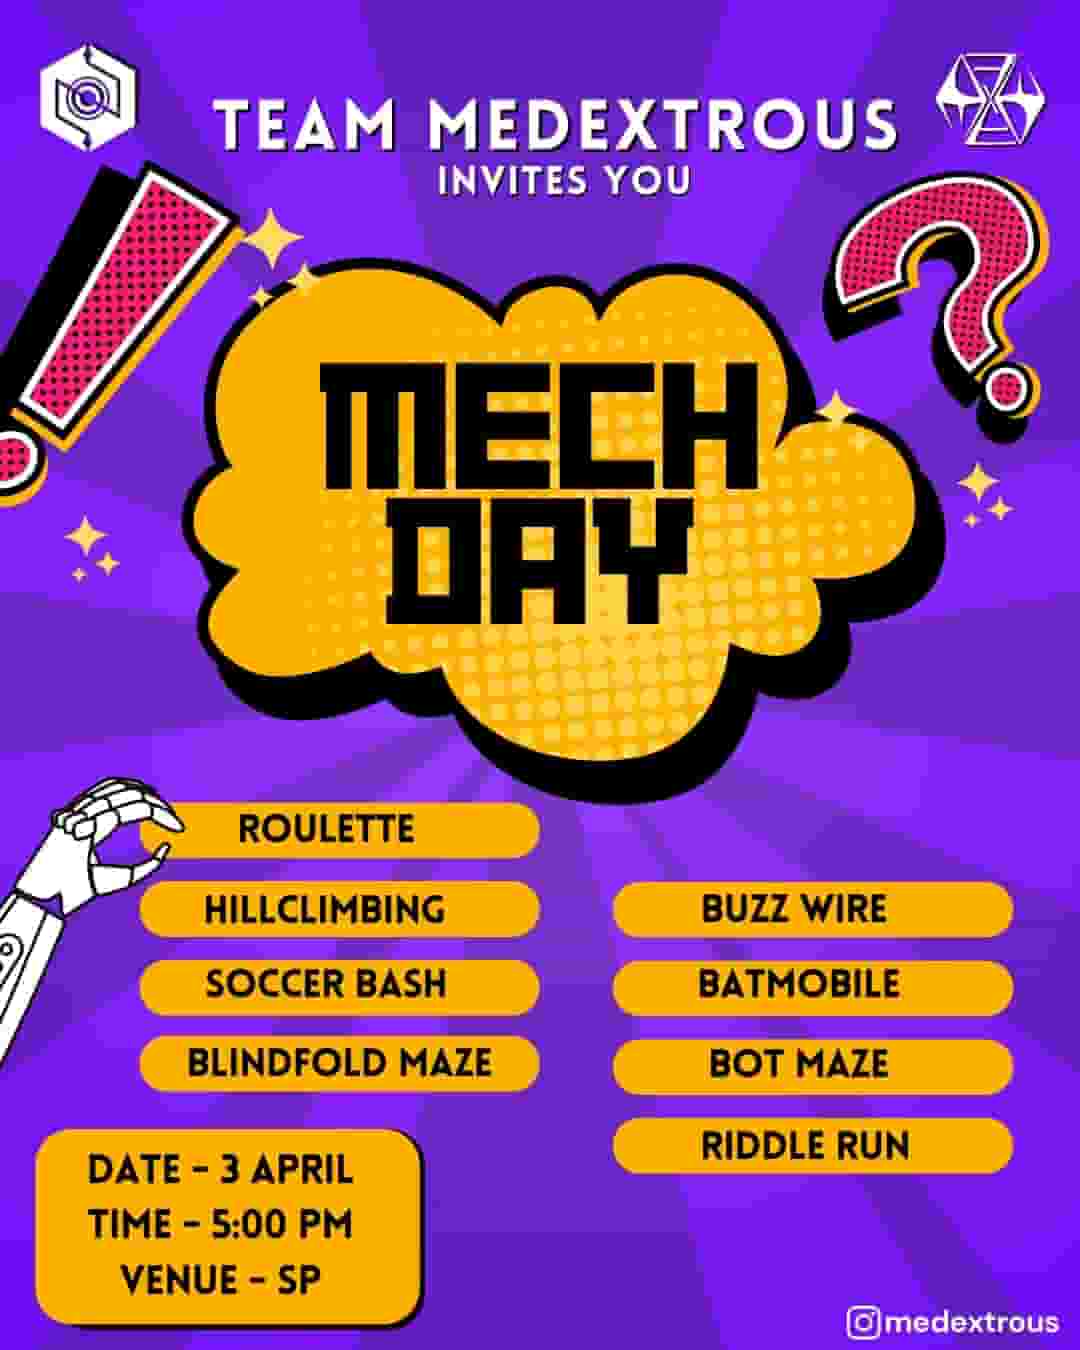 TEAM MEDEXTROUS
INVITES YOU
MECH
DAY
ROULETTE
HILLCLIMBING
SOCCER BASH
BLINDFOLD MAZE
BUZZ WIRE
BATMOBILE
BOT MAZE
RIDDLE RUN
DATE - 3 APRIL
TIME - 5:00 PM
VENUE - SP
medextrous